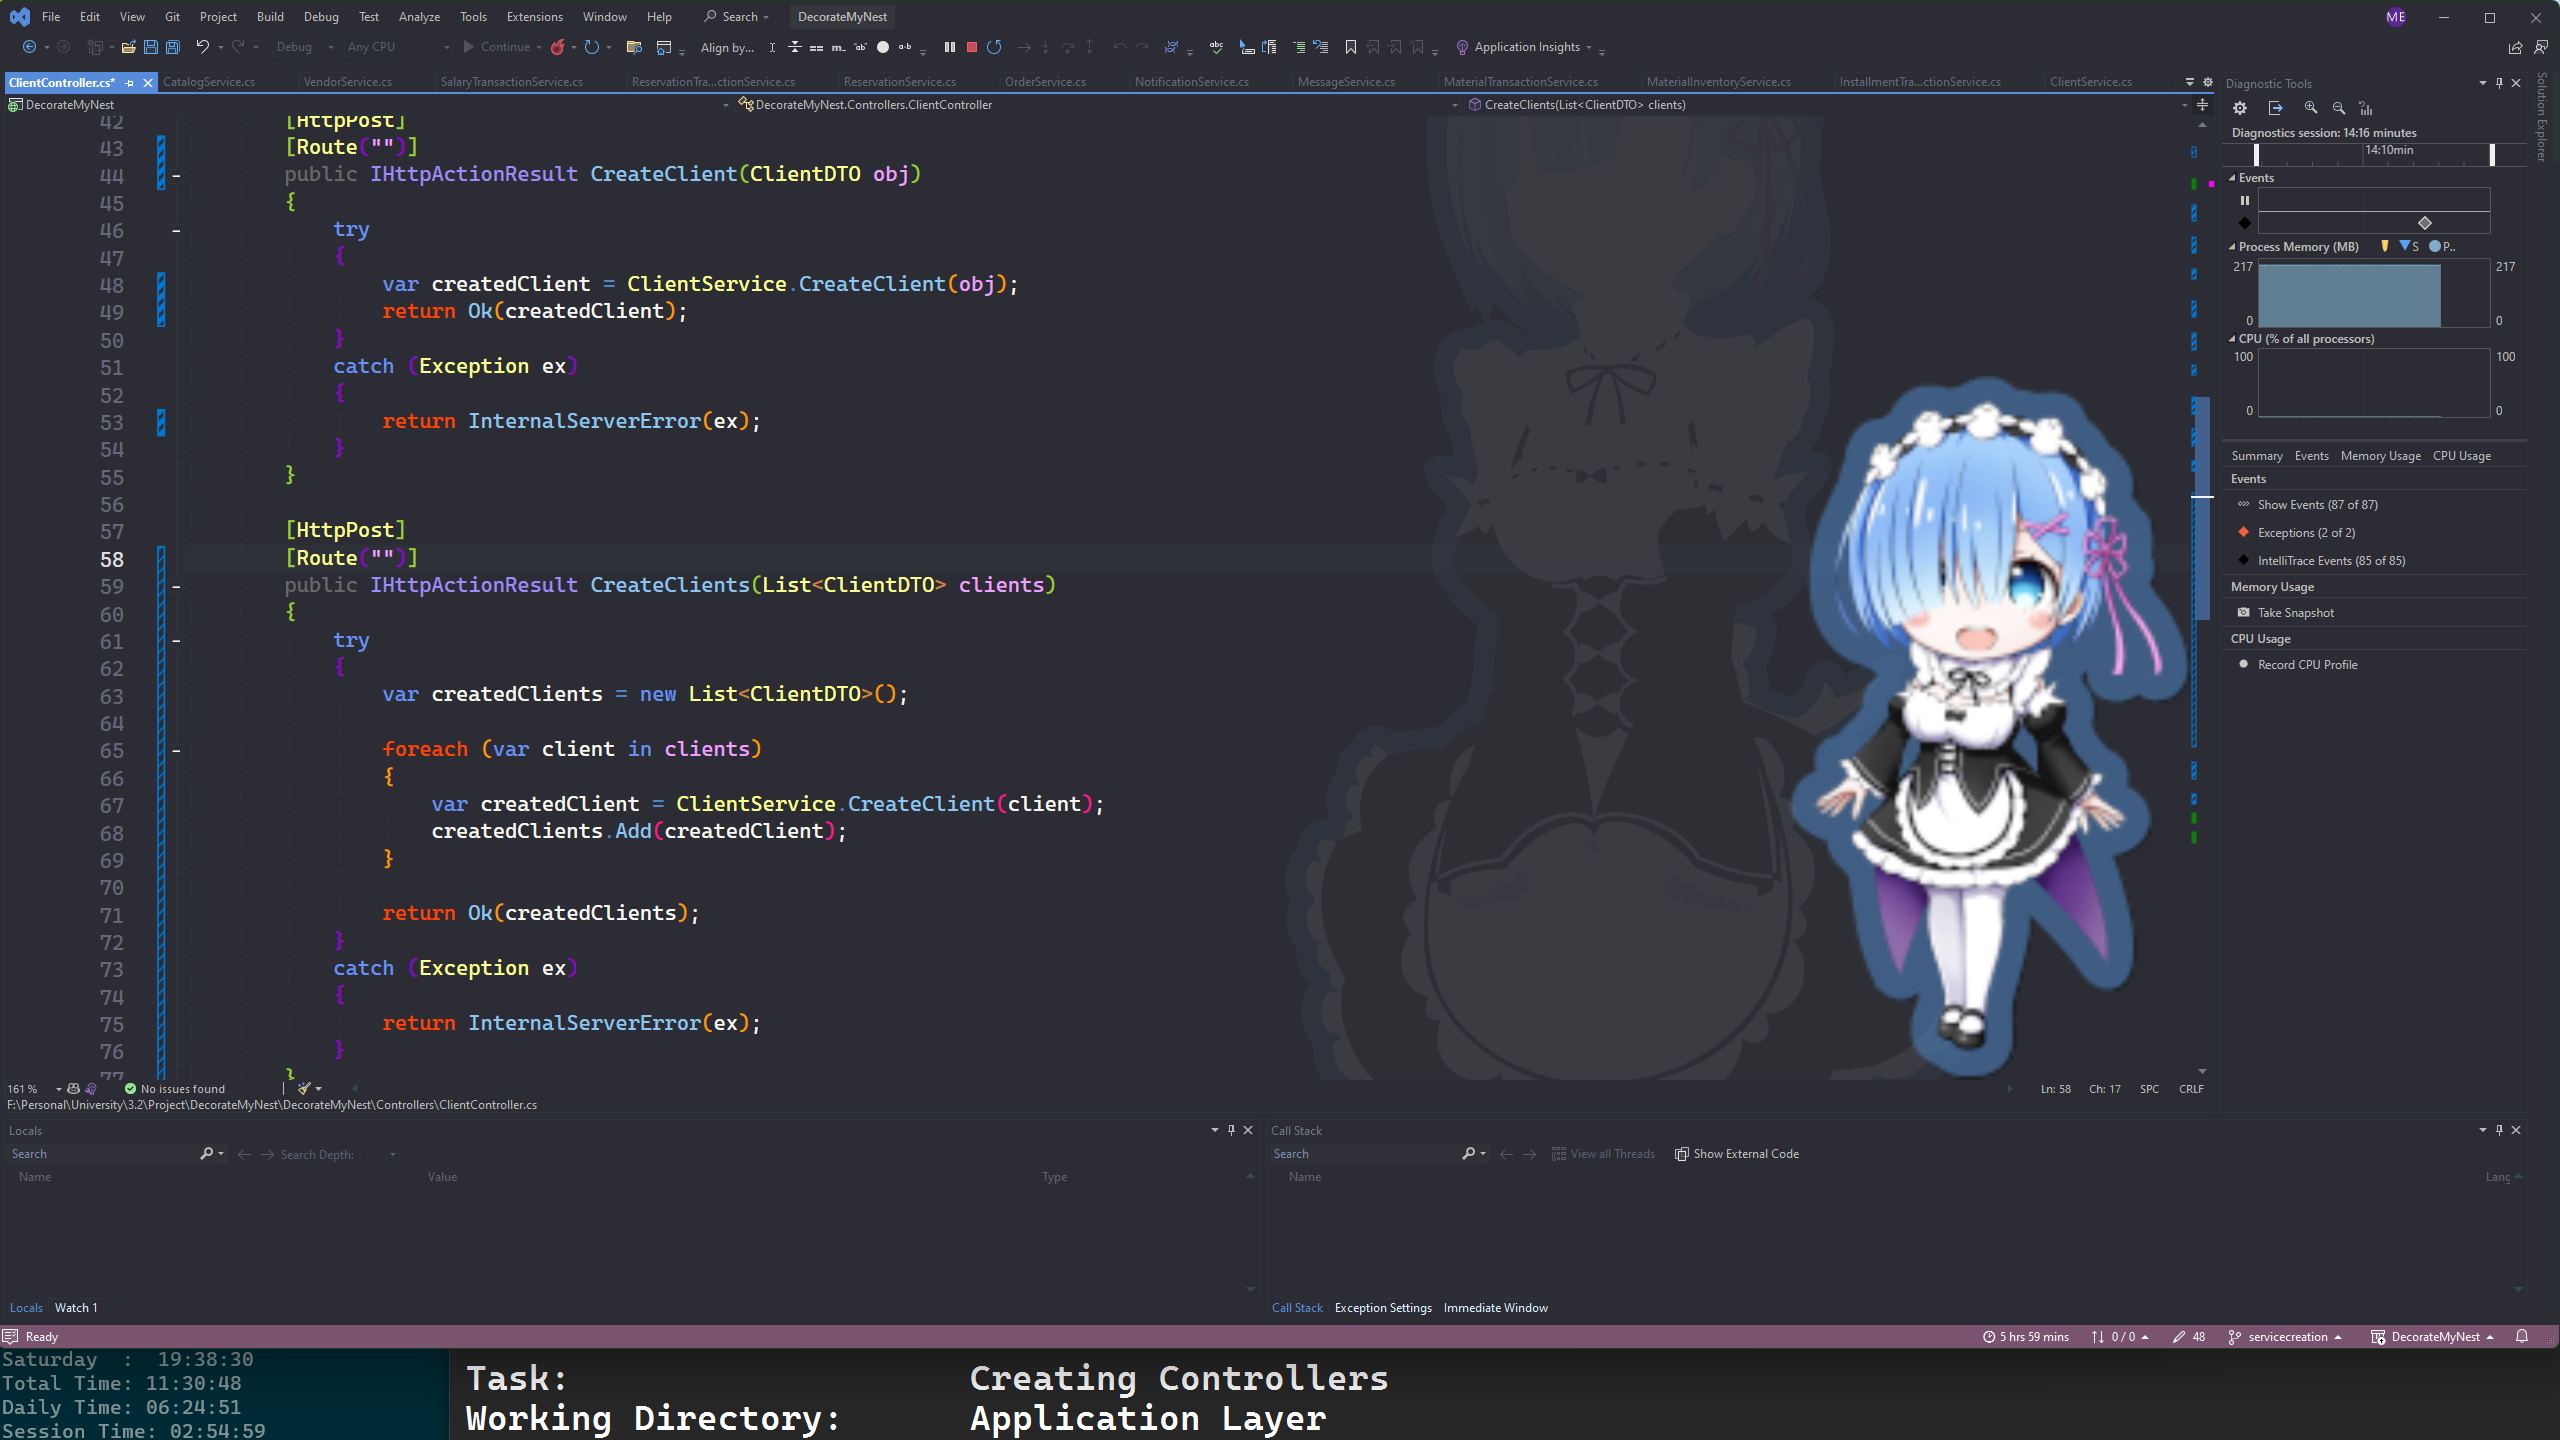 File Edit View Git Project Build Debug Test Analyze Tools Extensions Window Help Search DecorateMyNest ME
Debug Any CPU Continue Align by... Application Insights
ClientController.cs* CatalogService.cs VendorService.cs SalaryTransactionService.cs ReservationTra...ctionService.cs ReservationService.cs OrderService.cs NotificationService.cs MessageService.cs MaterialTransactionService.cs MaterialInventoryService.cs InstallmentTra...ctionService.cs ClientService.cs
DecorateMyNest DecorateMyNest.Controllers.ClientController CreateClients(List<ClientDTO> clients)
42 [HttpPost]
43 [Route("")]
44 public IHttpActionResult CreateClient(ClientDTO obj)
45 {
46 try
47 {
48 var createdClient = ClientService.CreateClient(obj);
49 return Ok(createdClient);
50 }
51 catch (Exception ex)
52 {
53 return InternalServerError(ex);
54 }
55 }
56
57 [HttpPost]
58 [Route("")]
59 public IHttpActionResult CreateClients(List<ClientDTO> clients)
60 {
61 try
62 {
63 var createdClients = new List<ClientDTO>();
64
65 foreach (var client in clients)
66 {
67 var createdClient = ClientService.CreateClient(client);
68 createdClients.Add(createdClient);
69 }
70
71 return Ok(createdClients);
72 }
73 catch (Exception ex)
74 {
75 return InternalServerError(ex);
76 }
77 }
161 % No issues found Ln: 58 Ch: 17 SPC CRLF
F:\Personal\University\3.2\Project\DecorateMyNest\DecorateMyNest\Controllers\ClientController.cs
Diagnostic Tools
Diagnostics session: 14:16 minutes
14:10min
Events
Process Memory (MB) S P..
217 217
0 0
CPU (% of all processors)
100 100
0 0
Summary Events Memory Usage CPU Usage
Events
Show Events (87 of 87)
Exceptions (2 of 2)
IntelliTrace Events (85 of 85)
Memory Usage
Take Snapshot
CPU Usage
Record CPU Profile
Solution Explorer
Locals
Search Search Depth:
Name Value Type
Locals Watch 1
Call Stack
Search View all Threads Show External Code
Name Lang
Call Stack Exception Settings Immediate Window
Ready 5 hrs 59 mins 0 / 0 48 servicecreation DecorateMyNest
Saturday : 19:38:30
Total Time: 11:30:48
Daily Time: 06:24:51
Session Time: 02:54:59
Task: Creating Controllers
Working Directory: Application Layer